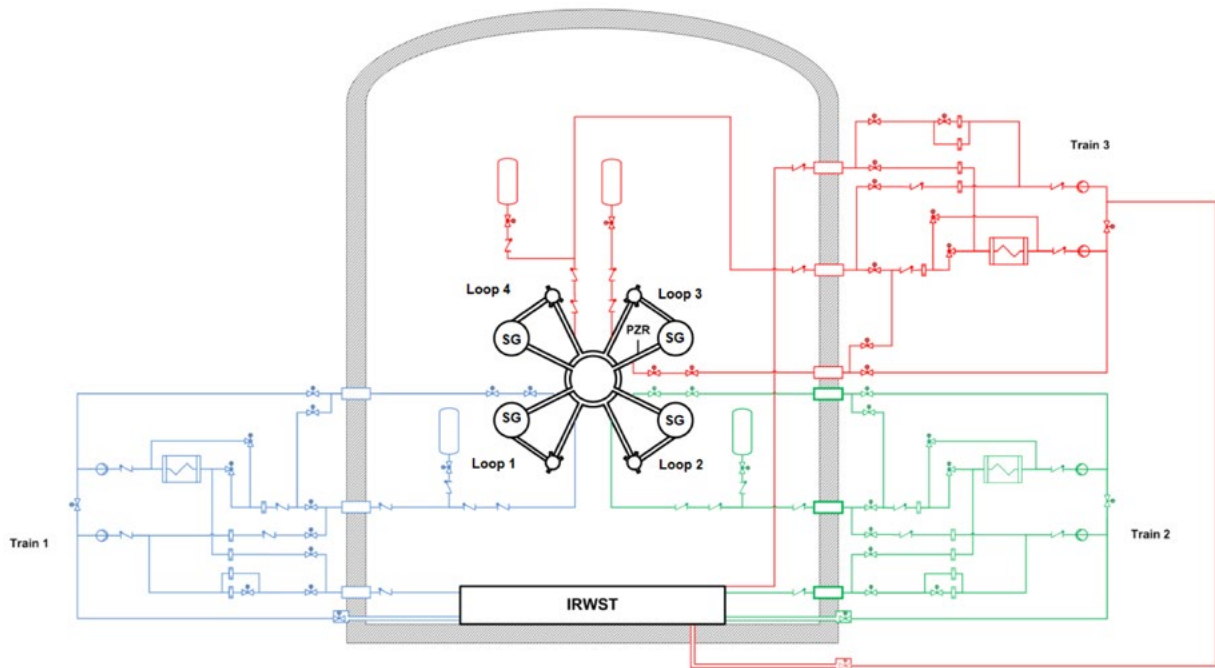 Train 3
Loop 4
Loop 3
PZR
SG
SG
SG
SG
Loop 1
Loop 2
Train 1
Train 2
IRWST